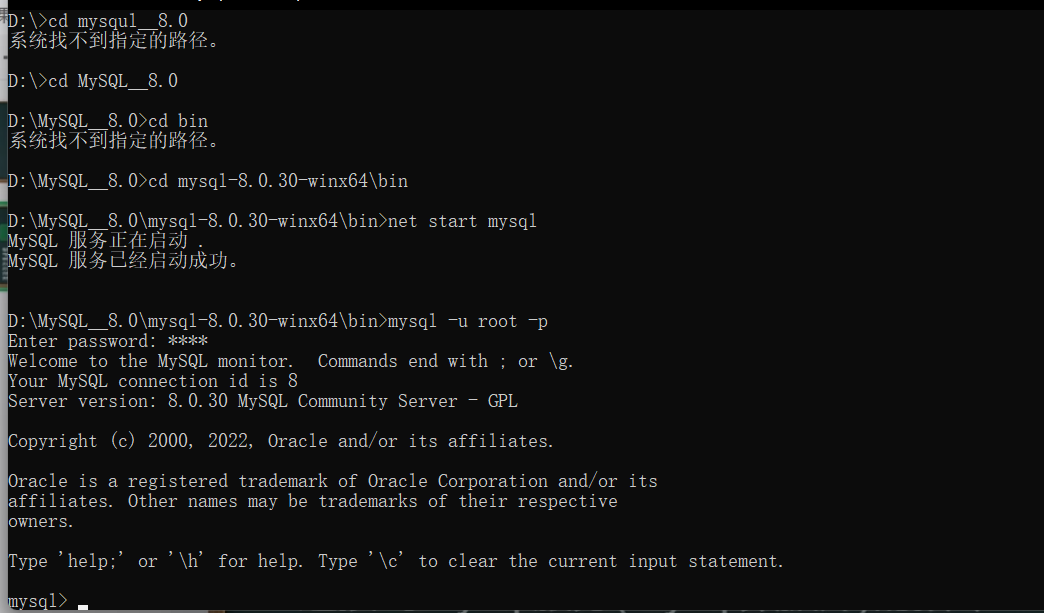 D:\>cd mysqul__8.0
系统找不到指定的路径。
D:\>cd MySQL__8.0
D:\MySQL__8.0>cd bin
系统找不到指定的路径。
D:\MySQL__8.0>cd mysql-8.0.30-winx64\bin
D:\MySQL__8.0\mysql-8.0.30-winx64\bin>net start mysql
MySQL 服务正在启动 .
MySQL 服务已经启动成功。
D:\MySQL__8.0\mysql-8.0.30-winx64\bin>mysql -u root -p
Enter password: ****
Welcome to the MySQL monitor.  Commands end with ; or \g.
Your MySQL connection id is 8
Server version: 8.0.30 MySQL Community Server - GPL
Copyright (c) 2000, 2022, Oracle and/or its affiliates.
Oracle is a registered trademark of Oracle Corporation and/or its
affiliates. Other names may be trademarks of their respective
owners.
Type 'help;' or '\h' for help. Type '\c' to clear the current input statement.
mysql>